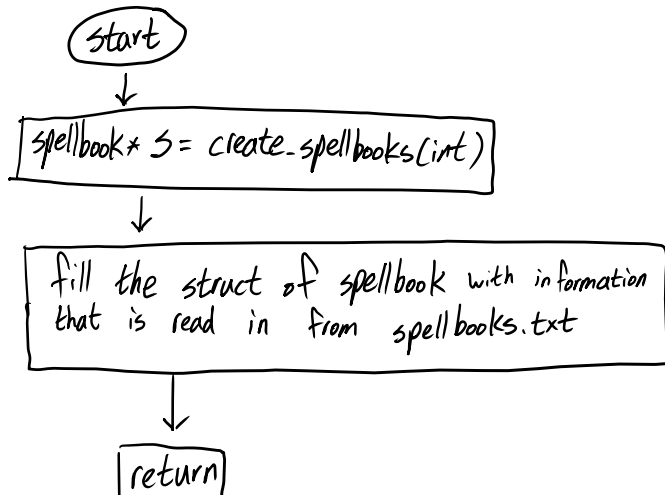 start
spellbook* s = create_spellbooks(int)
fill the struct of spellbook with information
that is read in from spellbooks.txt
return